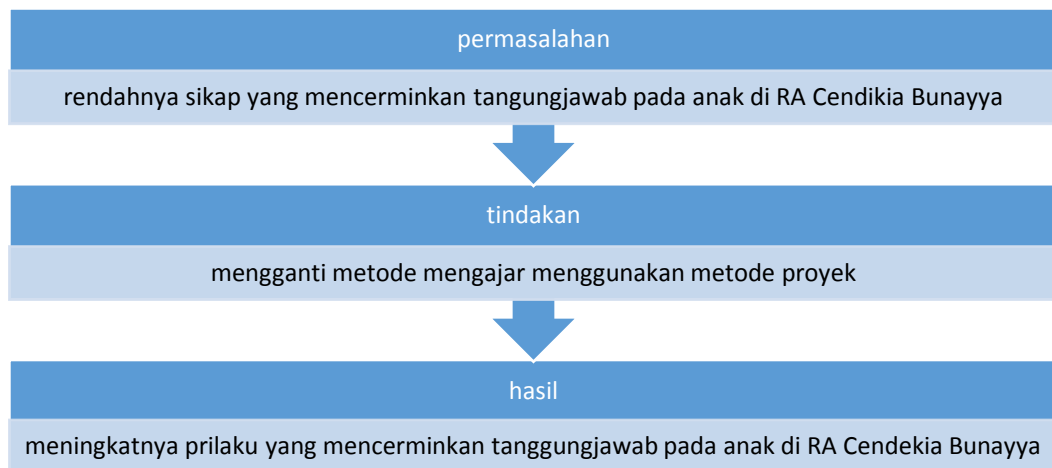 permasalahan
rendahnya sikap yang mencerminkan tangungjawab pada anak di RA Cendikia Bunayya
tindakan
mengganti metode mengajar menggunakan metode proyek
hasil
meningkatnya prilaku yang mencerminkan tanggungjawab pada anak di RA Cendekia Bunayya